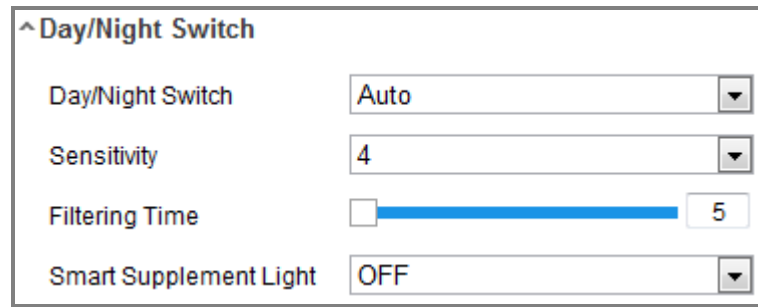 Day/Night Switch
Day/Night Switch Auto
Sensitivity 4
Filtering Time 5
Smart Supplement Light OFF